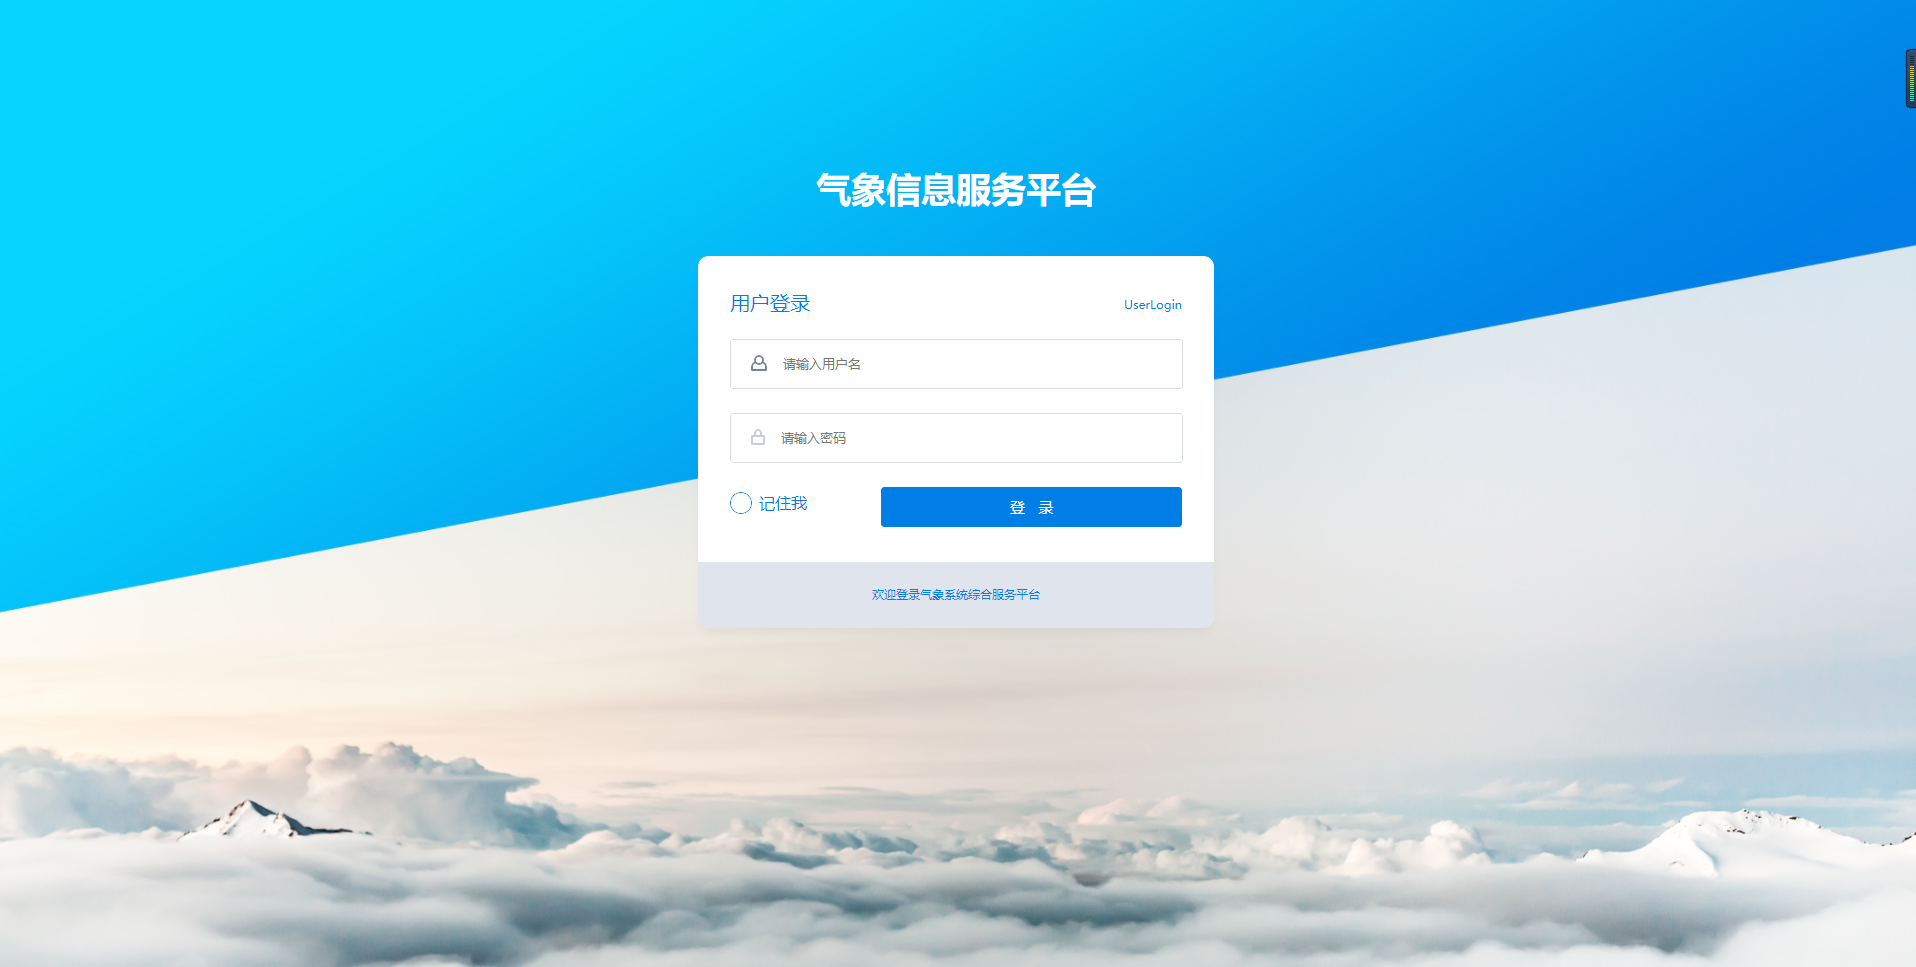 气象信息服务平台
用户登录 UserLogin
请输入用户名
请输入密码
记住我 登 录
欢迎登录气象系统综合服务平台